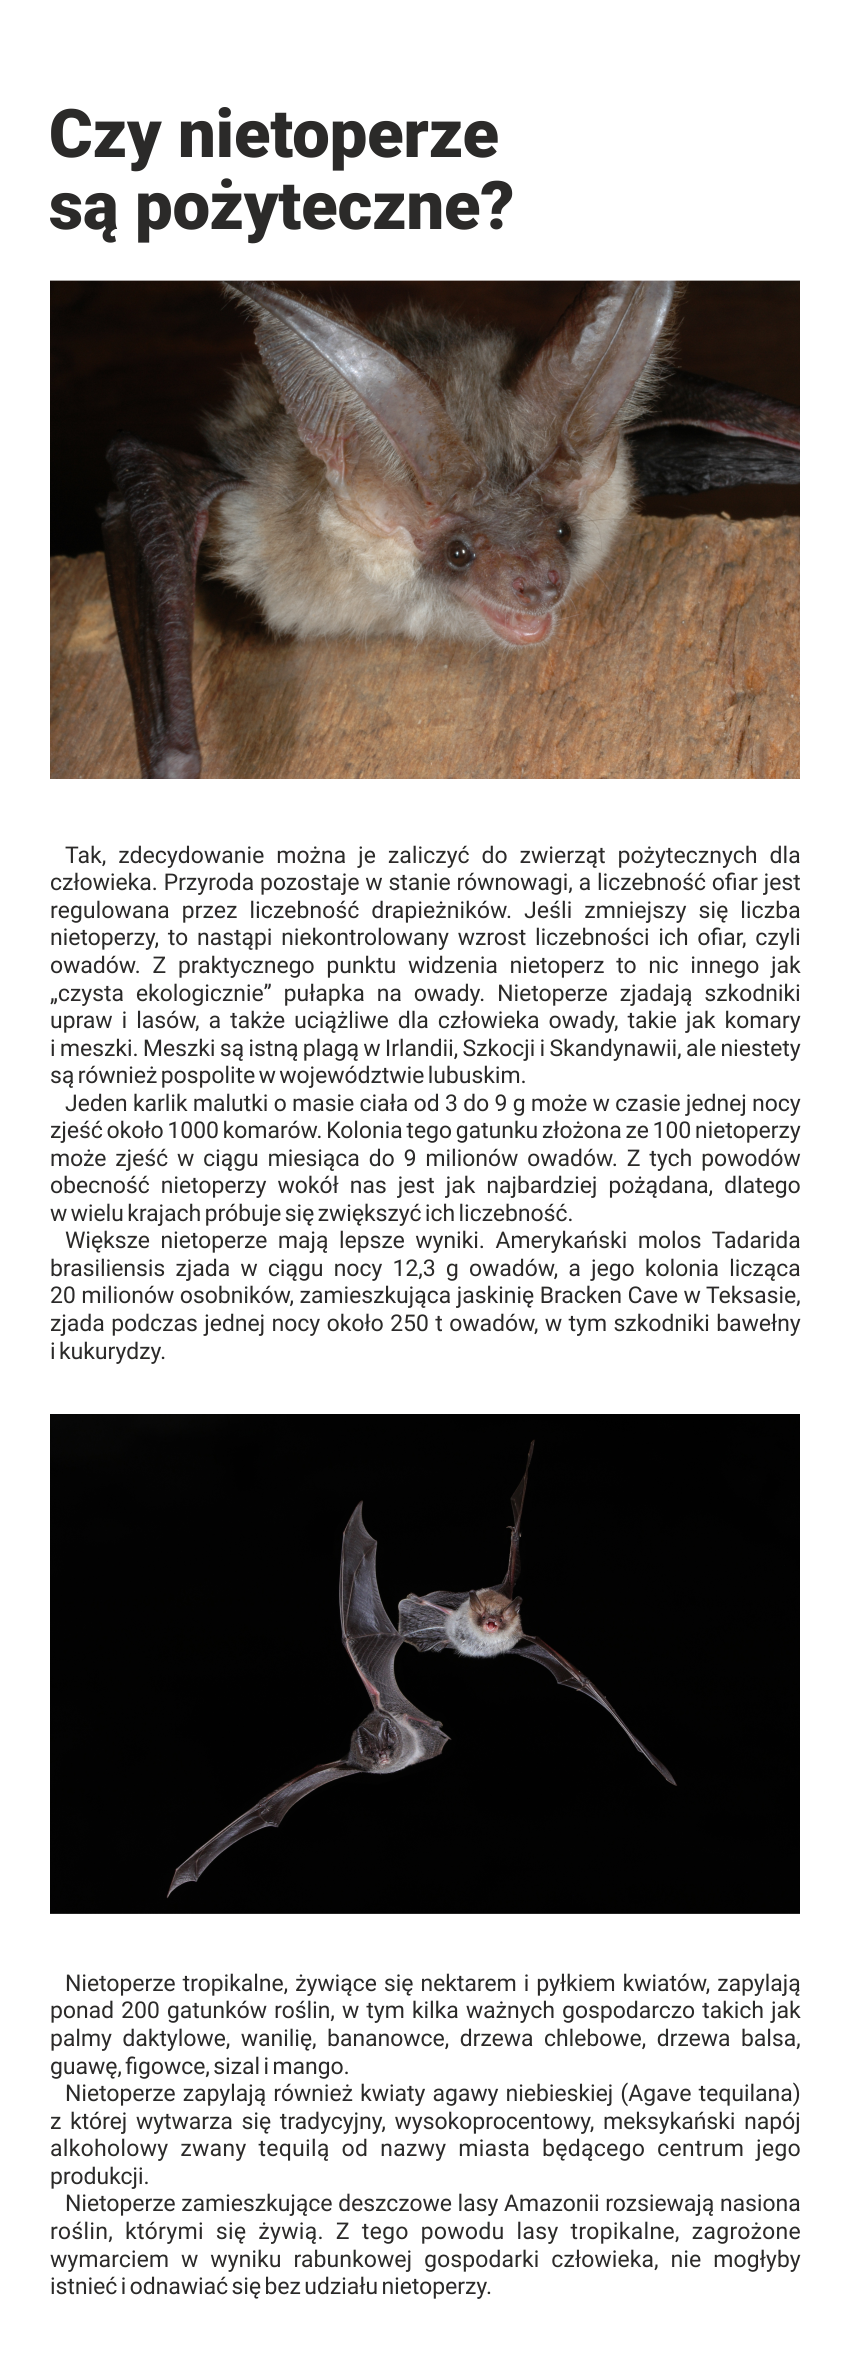 Czy nietoperze
są pożyteczne?
Tak, zdecydowanie można je zaliczyć do zwierząt pożytecznych dla
człowieka. Przyroda pozostaje w stanie równowagi, a liczebność ofiar jest
regulowana przez liczebność drapieżników. Jeśli zmniejszy się liczba
nietoperzy, to nastąpi niekontrolowany wzrost liczebności ich ofiar, czyli
owadów. Z praktycznego punktu widzenia nietoperz to nic innego jak
„czysta ekologicznie” pułapka na owady. Nietoperze zjadają szkodniki
upraw i lasów, a także uciążliwe dla człowieka owady, takie jak komary
i meszki. Meszki są istną plagą w Irlandii, Szkocji i Skandynawii, ale niestety
są również pospolite w województwie lubuskim.
Jeden karlik malutki o masie ciała od 3 do 9 g może w czasie jednej nocy
zjeść około 1000 komarów. Kolonia tego gatunku złożona ze 100 nietoperzy
może zjeść w ciągu miesiąca do 9 milionów owadów. Z tych powodów
obecność nietoperzy wokół nas jest jak najbardziej pożądana, dlatego
w wielu krajach próbuje się zwiększyć ich liczebność.
Większe nietoperze mają lepsze wyniki. Amerykański molos Tadarida
brasiliensis zjada w ciągu nocy 12,3 g owadów, a jego kolonia licząca
20 milionów osobników, zamieszkująca jaskinię Bracken Cave w Teksasie,
zjada podczas jednej nocy około 250 t owadów, w tym szkodniki bawełny
i kukurydzy.
Nietoperze tropikalne, żywiące się nektarem i pyłkiem kwiatów, zapylają
ponad 200 gatunków roślin, w tym kilka ważnych gospodarczo takich jak
palmy daktylowe, wanilię, bananowce, drzewa chlebowe, drzewa balsa,
guawę, figowce, sizal i mango.
Nietoperze zapylają również kwiaty agawy niebieskiej (Agave tequilana)
z której wytwarza się tradycyjny, wysokoprocentowy, meksykański napój
alkoholowy zwany tequilą od nazwy miasta będącego centrum jego
produkcji.
Nietoperze zamieszkujące deszczowe lasy Amazonii rozsiewają nasiona
roślin, którymi się żywią. Z tego powodu lasy tropikalne, zagrożone
wymarciem w wyniku rabunkowej gospodarki człowieka, nie mogłyby
istnieć i odnawiać się bez udziału nietoperzy.